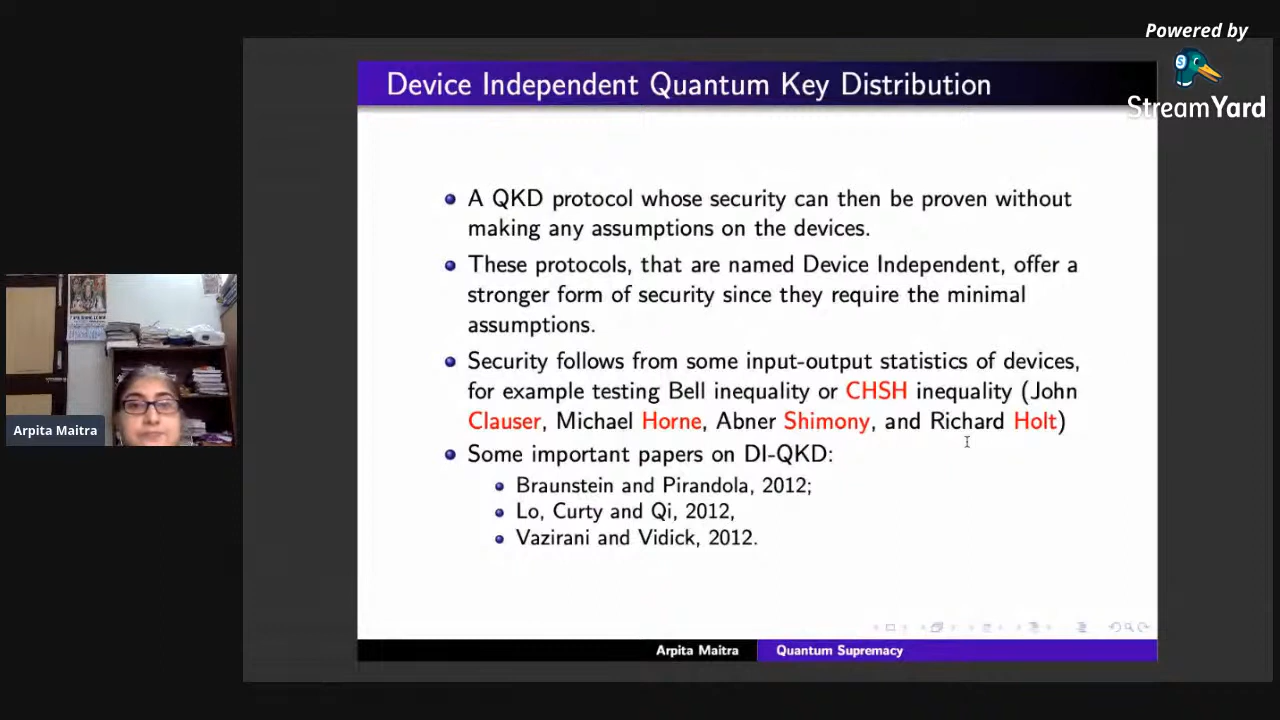 Powered by
StreamYard
Device Independent Quantum Key Distribution
A QKD protocol whose security can then be proven without
making any assumptions on the devices.
These protocols, that are named Device Independent, offer a
stronger form of security since they require the minimal
assumptions.
Security follows from some input-output statistics of devices,
for example testing Bell inequality or CHSH inequality (John
Clauser, Michael Horne, Abner Shimony, and Richard Holt)
Some important papers on DI-QKD:
Braunstein and Pirandola, 2012;
Lo, Curty and Qi, 2012,
Vazirani and Vidick, 2012.
Arpita Maitra
Arpita Maitra
Quantum Supremacy